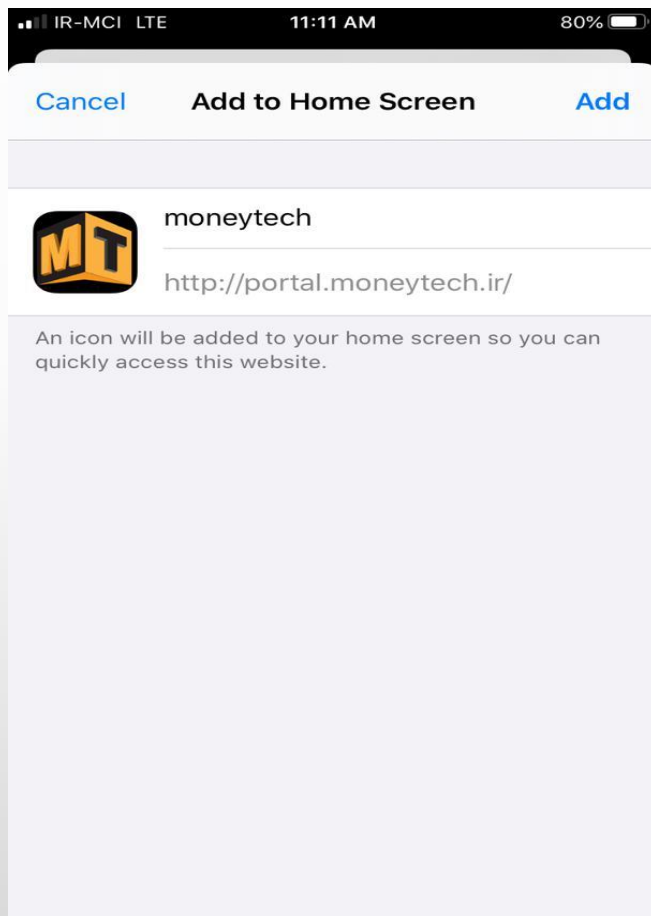 IR-MCI LTE 11:11 AM 80%
Cancel Add to Home Screen Add
MT
moneytech
http://portal.moneytech.ir/
An icon will be added to your home screen so you can
quickly access this website.